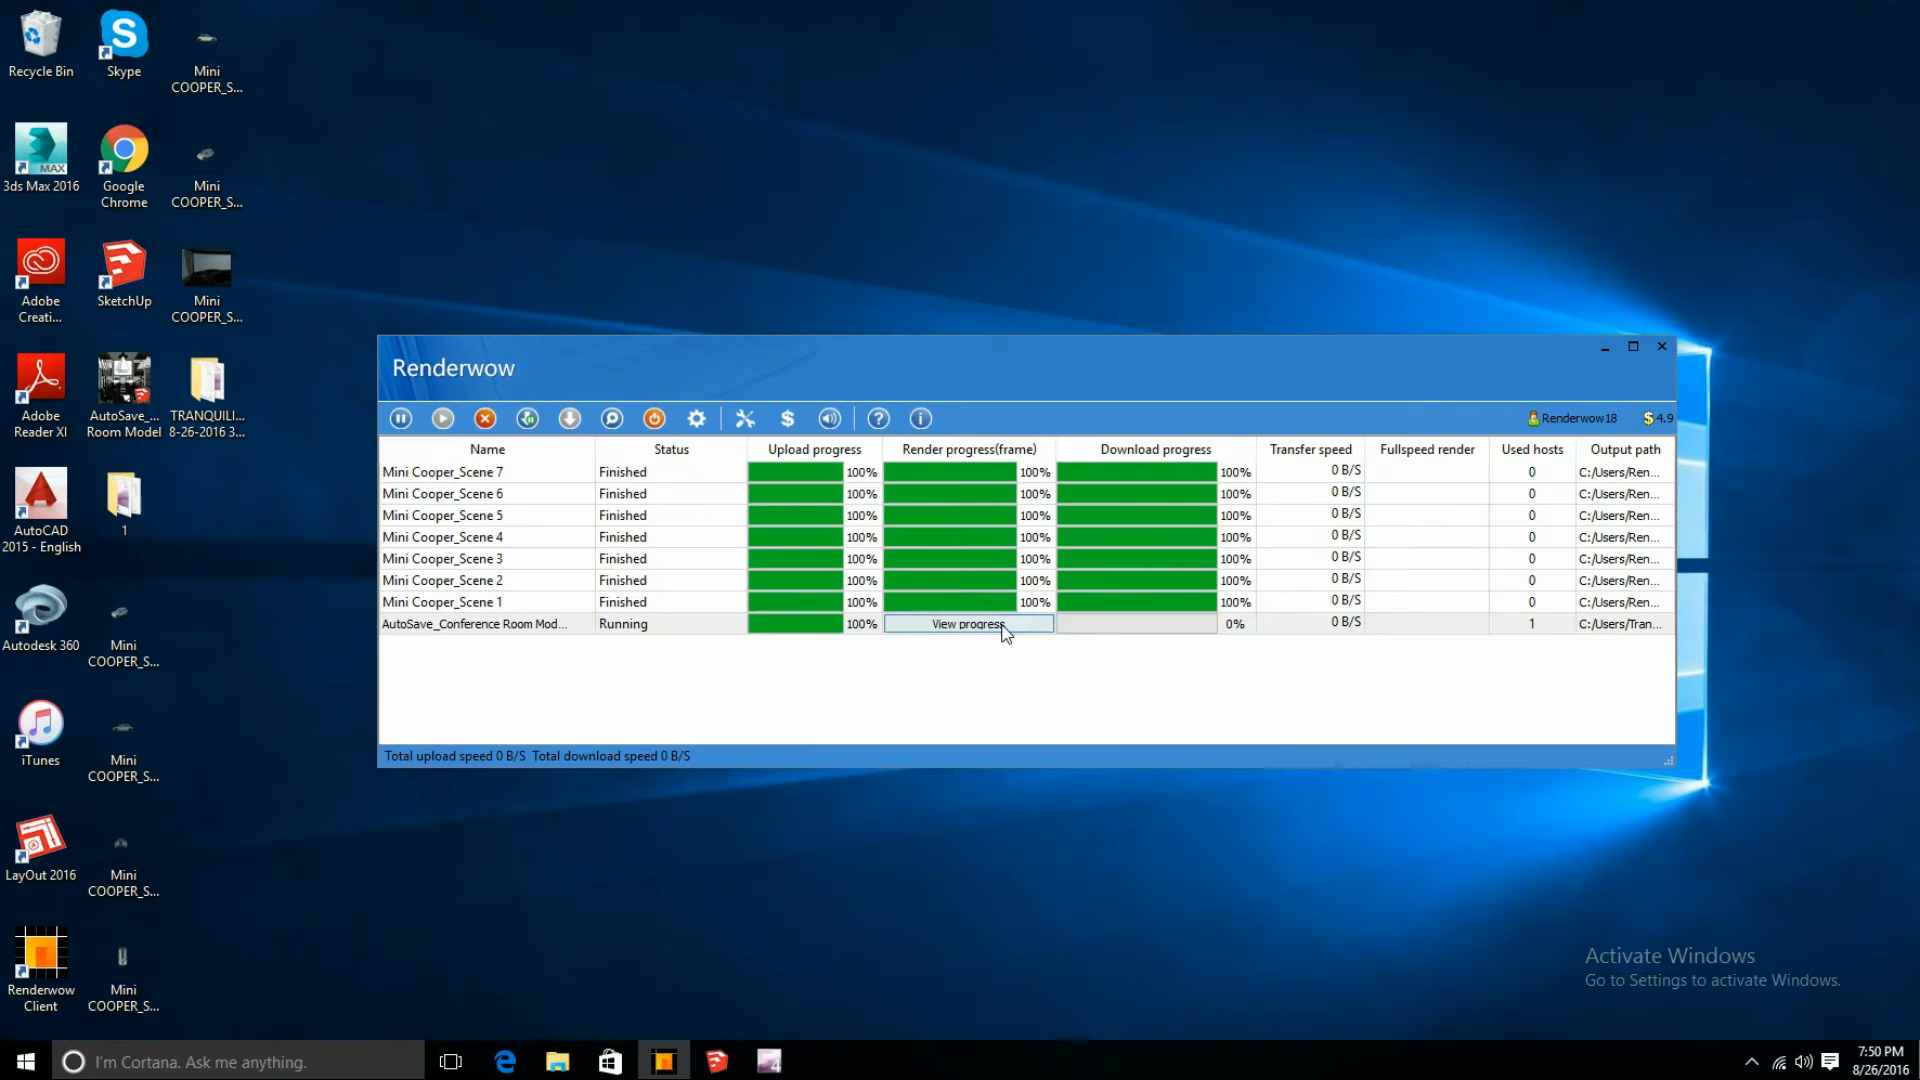 Recycle Bin
Skype
Mini
COOPER_S...
3ds Max 2016
Google
Chrome
Mini
COOPER_S...
Adobe
Creati...
SketchUp
Mini
COOPER_S...
Adobe
Reader XI
AutoSave_...
Room Model
TRANQUILI...
8-26-2016 3...
AutoCAD
2015 - English
1
Autodesk 360
Mini
COOPER_S...
iTunes
Mini
COOPER_S...
LayOut 2016
Mini
COOPER_S...
Renderwow
Client
Mini
COOPER_S...
MAX
Renderwow
Renderwow18 $ 4.9
Name Status Upload progress Render progress(frame) Download progress Transfer speed Fullspeed render Used hosts Output path
Mini Cooper_Scene 7 Finished 100% 100% 100% 0 B/S 0 C:/Users/Ren...
Mini Cooper_Scene 6 Finished 100% 100% 100% 0 B/S 0 C:/Users/Ren...
Mini Cooper_Scene 5 Finished 100% 100% 100% 0 B/S 0 C:/Users/Ren...
Mini Cooper_Scene 4 Finished 100% 100% 100% 0 B/S 0 C:/Users/Ren...
Mini Cooper_Scene 3 Finished 100% 100% 100% 0 B/S 0 C:/Users/Ren...
Mini Cooper_Scene 2 Finished 100% 100% 100% 0 B/S 0 C:/Users/Ren...
Mini Cooper_Scene 1 Finished 100% 100% 100% 0 B/S 0 C:/Users/Ren...
AutoSave_Conference Room Mod... Running 100% View progress 0% 0 B/S 1 C:/Users/Tran...
Total upload speed 0 B/S Total download speed 0 B/S
Activate Windows
Go to Settings to activate Windows.
I'm Cortana. Ask me anything.
7:50 PM
8/26/2016